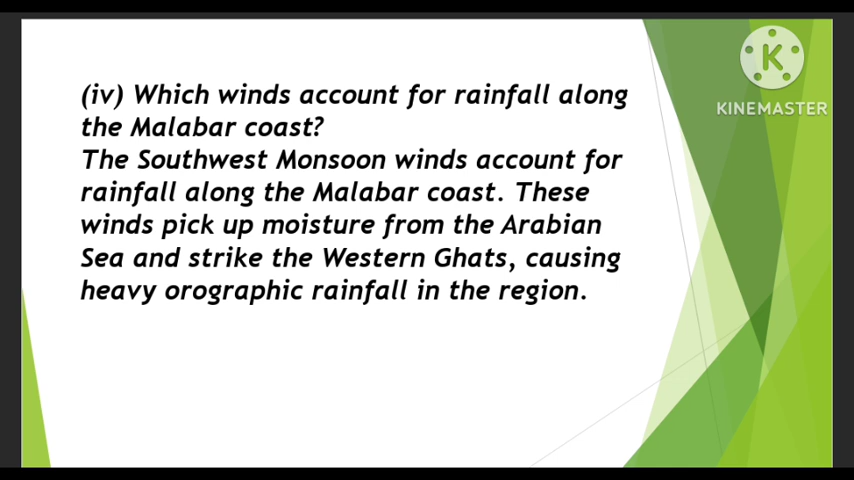 (iv) Which winds account for rainfall along
the Malabar coast?
The Southwest Monsoon winds account for
rainfall along the Malabar coast. These
winds pick up moisture from the Arabian
Sea and strike the Western Ghats, causing
heavy orographic rainfall in the region.
K
KINEMASTER